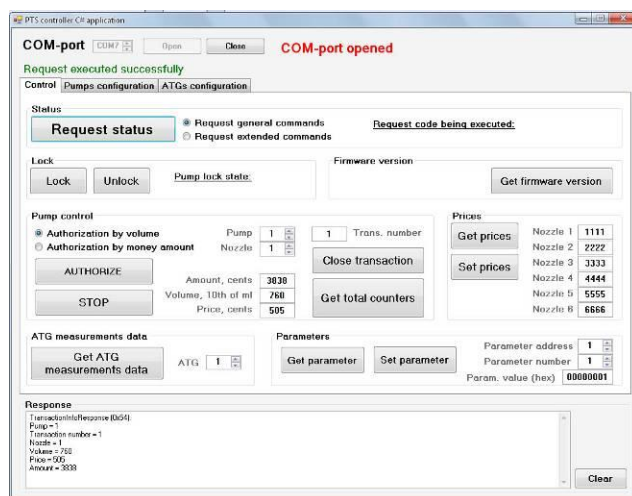 PTS controller C# application
COM-port COM7 Open Close COM-port opened
Request executed successfully
Control Pumps configuration ATGs configuration
Status
Request status
Request general commands
Request extended commands
Request code being executed:
Lock
Lock Unlock Pump lock state:
Firmware version
Get firmware version
Pump control
Authorization by volume
Authorization by money amount
Pump 1
Nozzle 1
1 Trans. number
AUTHORIZE
STOP
Close transaction
Get total counters
Amount, cents 3838
Volume, 10th of ml 760
Price, cents 505
Prices
Get prices
Set prices
Nozzle 1 1111
Nozzle 2 2222
Nozzle 3 3333
Nozzle 4 4444
Nozzle 5 5555
Nozzle 6 6666
ATG measurements data
Get ATG
measurements data
ATG 1
Parameters
Get parameter Set parameter
Parameter address 1
Parameter number 1
Param. value (hex) 00000001
Response
TransactionInfoResponse (0x54):
Pump = 1
Transaction number = 1
Nozzle = 1
Volume = 760
Price = 505
Amount = 3838
Clear